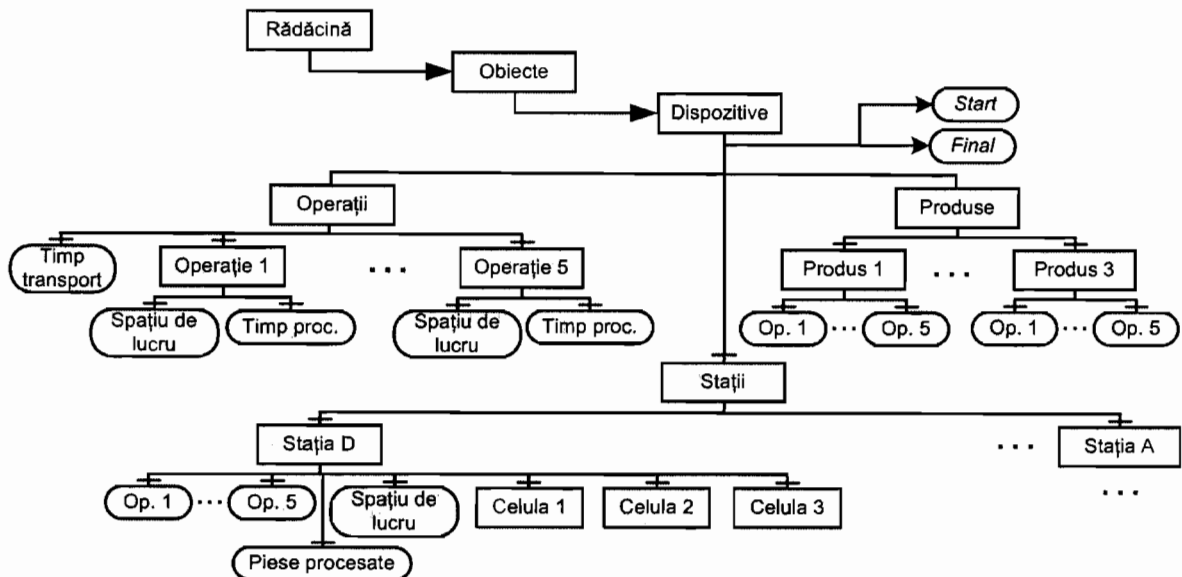 Rădăcină
Obiecte
Dispozitive
Start
Final
Operații
Produse
Timp
transport
Operație 1
...
Operație 5
Produs 1
...
Produs 3
Spațiu de
lucru
Timp proc.
Spațiu de
lucru
Timp proc.
Op. 1
...
Op. 5
Op. 1
...
Op. 5
Stații
Stația D
...
Stația A
...
Op. 1
...
Op. 5
Spațiu de
lucru
Celula 1
Celula 2
Celula 3
Piese procesate